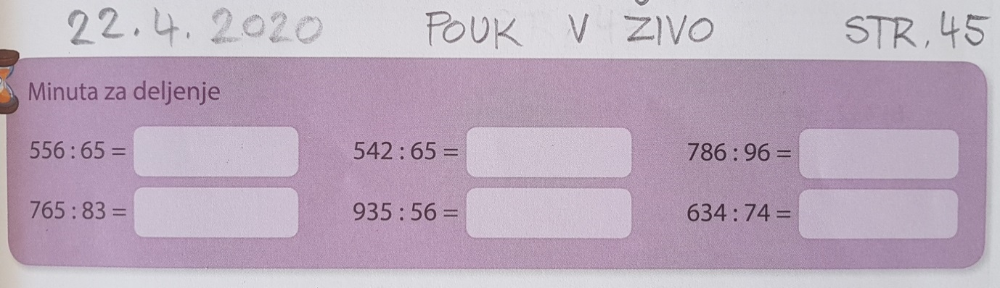 22.4.2020 POUK V ŽIVO STR. 45
Minuta za deljenje
556 : 65 = 542 : 65 = 786 : 96 =
765 : 83 = 935 : 56 = 634 : 74 =